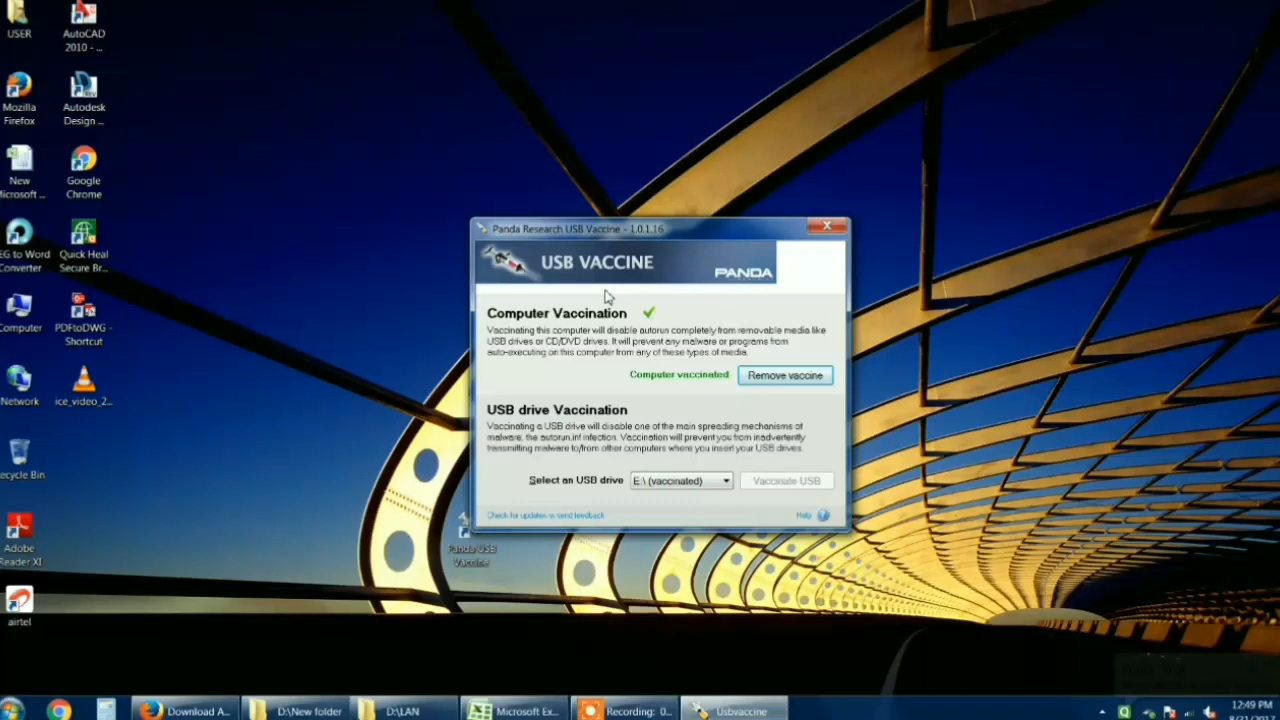 USER
AutoCAD
2010 - ...
Mozilla
Firefox
Autodesk
Design ...
New
Microsoft ...
Google
Chrome
EG to Word
Converter
Quick Heal
Secure Br...
Computer
PDFtoDWG -
Shortcut
Network
ice_video_2...
ecycle Bin
Adobe
Reader XI
airtel
Panda USB
Vaccine
Panda Research USB Vaccine - 1.0.1.16
USB VACCINE
PANDA
Computer Vaccination
Vaccinating this computer will disable autorun completely from removable media like
USB drives or CD/DVD drives. It will prevent any malware or programs from
auto-executing on this computer from any of these types of media.
Computer vaccinated
Remove vaccine
USB drive Vaccination
Vaccinating a USB drive will disable one of the main spreading mechanisms of
malware, the autorun.inf infection. Vaccination will prevent you from inadvertently
transmitting malware to/from other computers where you insert your USB drives.
Select an USB drive
E:\ (vaccinated)
Vaccinate USB
Check for updates or send feedback
Help
Download A...
D:\New folder
D:\LAN
Microsoft Ex...
Recording: 0...
Usbvaccine
12:49 PM